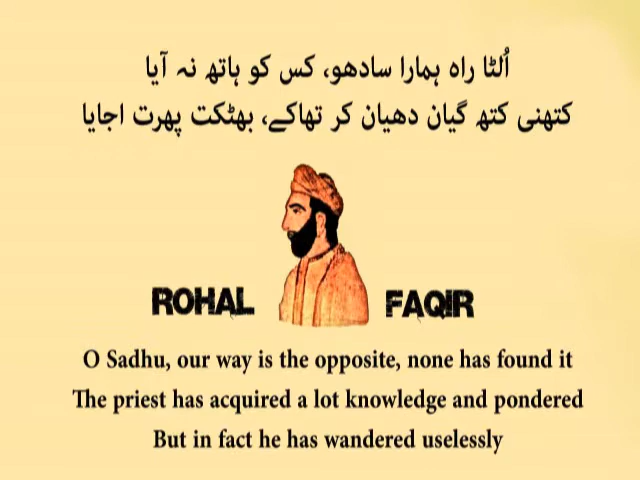 اُلٹا راہ ہمارا سادھو، کس کو ہاتھ نہ آیا
کتھنی کتھ گیان دھیان کر تھاکے، بھٹکت پھرت اجایا
ROHAL FAQIR
O Sadhu, our way is the opposite, none has found it
The priest has acquired a lot knowledge and pondered
But in fact he has wandered uselessly